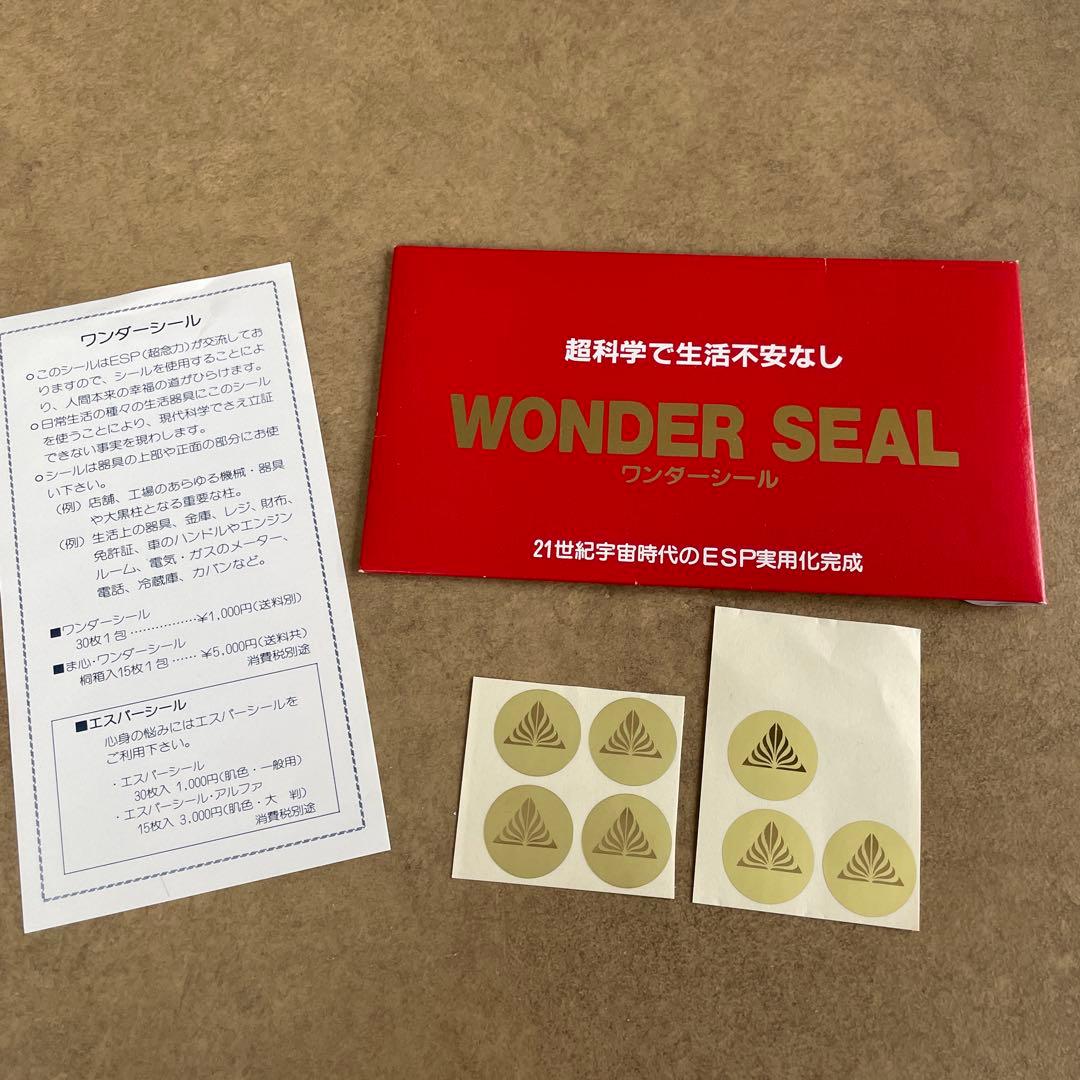 ワンダーシール
○このシールはESP(超念力)が交流してお
りますので、シールを使用することによ
り、人間本来の幸福の道がひらけます。
○日常生活の種々の生活器具にこのシール
を使うことにより、現代科学でさえ立証
できない事実を現わします。
○シールは器具の上部や正面の部分にお使
い下さい。
(例)店舗、工場のあらゆる機械・器具
や大黒柱となる重要な柱。
(例)生活上の器具、金庫、レジ、財布、
免許証、車のハンドルやエンジン
ルーム、電気・ガスのメーター、
電話、冷蔵庫、カバンなど。
■ワンダーシール
30枚1包 ……………¥1,000円(送料別)
■ま心・ワンダーシール
桐箱入15枚1包 ……¥5,000円(送料共)
消費税別途
■エスパーシール
心身の悩みにはエスパーシールを
ご利用下さい。
・エスパーシール
30枚入 1,000円(肌色・一般用)
・エスパーシール・アルファ
15枚入 3,000円(肌色・大 判)
消費税別途
超科学で生活不安なし
WONDER SEAL
ワンダーシール
21世紀宇宙時代のESP実用化完成